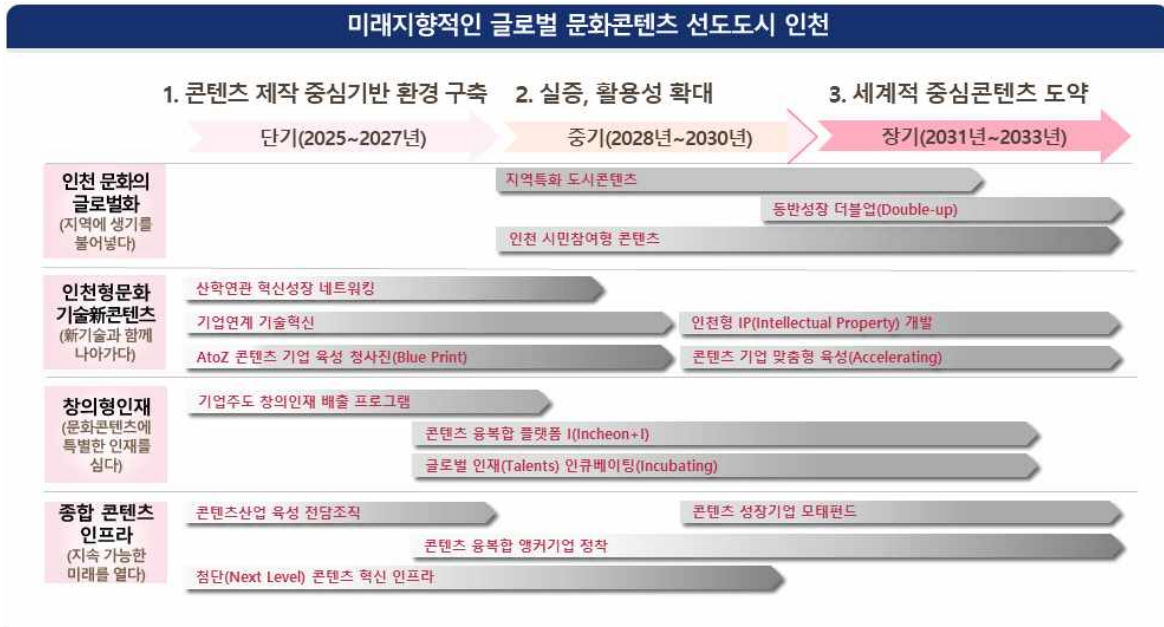 미래지향적인 글로벌 문화콘텐츠 선도도시 인천
1. 콘텐츠 제작 중심기반 환경 구축
2. 실증, 활용성 확대
3. 세계적 중심콘텐츠 도약
단기(2025~2027년)
중기(2028년~2030년)
장기(2031년~2033년)
인천 문화의
글로벌화
(지역에 생기를
불어넣다)
지역특화 도시콘텐츠
동반성장 더블업(Double-up)
인천 시민참여형 콘텐츠
인천형문화
기술新콘텐츠
(新기술과 함께
나아가다)
산학연관 혁신성장 네트워킹
기업연계 기술혁신
인천형 IP(Intellectual Property) 개발
AtoZ 콘텐츠 기업 육성 청사진(Blue Print)
콘텐츠 기업 맞춤형 육성(Accelerating)
창의형인재
(문화콘텐츠에
특별한 인재를
심다)
기업주도 창의인재 배출 프로그램
콘텐츠 융복합 플랫폼 I(Incheon+I)
글로벌 인재(Talents) 인큐베이팅(Incubating)
종합 콘텐츠
인프라
(지속 가능한
미래를 열다)
콘텐츠산업 육성 전담조직
콘텐츠 성장기업 모태펀드
콘텐츠 융복합 앵커기업 정착
첨단(Next Level) 콘텐츠 혁신 인프라